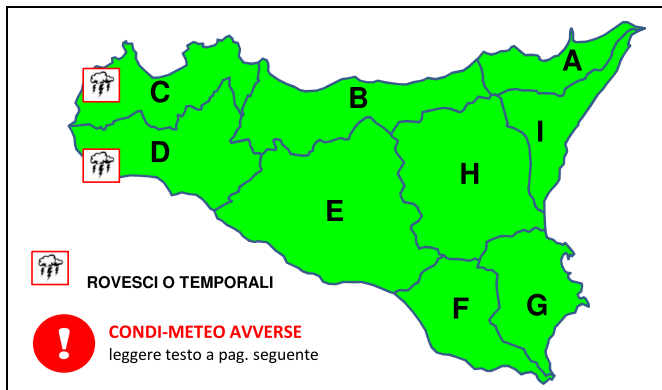 A
C
B
I
D
H
E
F
G
ROVESCI O TEMPORALI
!
CONDI-METEO AVVERSE
leggere testo a pag. seguente